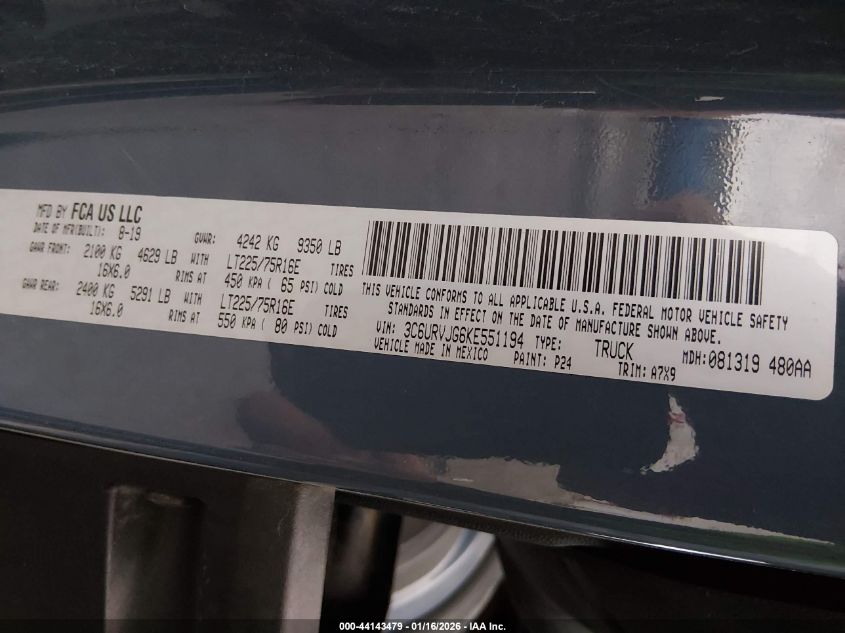 MFD BY FCA US LLC
DATE OF MFR(BUILT): 8-19 GVWR: 4242 KG 9350 LB
GAWR FRONT: 2100 KG 4629 LB WITH LT225/75R16E TIRES
16X6.0 RIMS AT 450 KPA ( 65 PSI) COLD
GAWR REAR: 2400 KG 5291 LB WITH LT225/75R16E TIRES
16X6.0 RIMS AT 550 KPA ( 80 PSI) COLD
THIS VEHICLE CONFORMS TO ALL APPLICABLE U.S.A. FEDERAL MOTOR VEHICLE SAFETY
STANDARDS IN EFFECT ON THE DATE OF MANUFACTURE SHOWN ABOVE.
VIN: 3C6URVJG6KE551194 TYPE: TRUCK MDH:081319 480AA
VEHICLE MADE IN MEXICO PAINT: P24 TRIM: A7X9
000-44143479 - 01/16/2026 - IAA Inc.